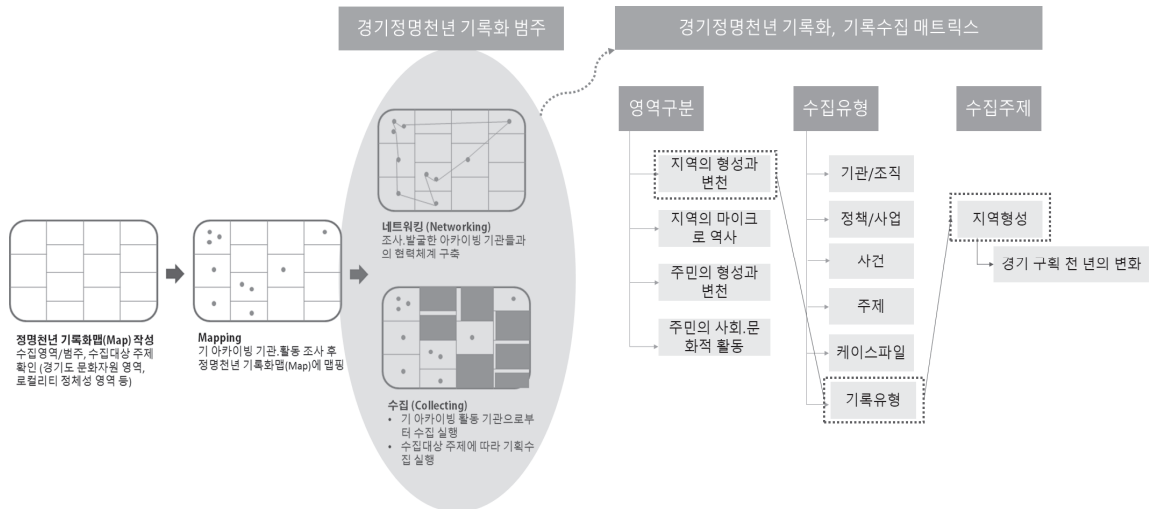 경기정명천년 기록화 범주
경기정명천년 기록화, 기록수집 매트릭스
정명천년 기록화맵(Map) 작성
수집영역/범주, 수집대상 주제
확인 (경기도 문화자원 영역,
로컬리티 정체성 영역 등)
Mapping
기 아카이빙 기관.활동 조사 후
정명천년 기록화맵(Map)에 맵핑
네트워킹 (Networking)
조사.발굴한 아카이빙 기관들과
의 협력체계 구축
수집 (Collecting)
• 기 아카이빙 활동 기관으로부
터 수집 실행
• 수집대상 주제에 따라 기획수
집 실행
영역구분
지역의 형성과
변천
지역의 마이크
로 역사
주민의 형성과
변천
주민의 사회.문
화적 활동
수집유형
기관/조직
정책/사업
사건
주제
케이스파일
기록유형
수집주제
지역형성
경기 구획 천 년의 변화